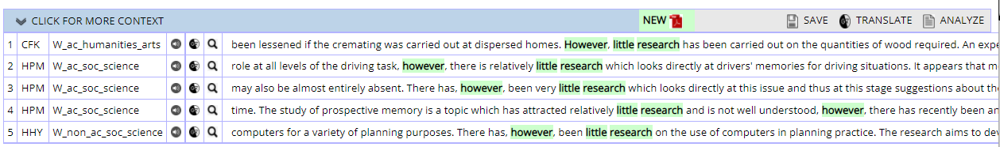 CLICK FOR MORE CONTEXT NEW SAVE TRANSLATE ANALYZE
1 CFK W_ac_humanities_arts been lessened if the cremating was carried out at dispersed homes. However, little research has been carried out on the quantities of wood required. An expe
2 HPM W_ac_soc_science role at all levels of the driving task, however, there is relatively little research which looks directly at drivers' memories for driving situations. It appears that m
3 HPM W_ac_soc_science may also be almost entirely absent. There has, however, been very little research which looks directly at this issue and thus at this stage suggestions about th
4 HPM W_ac_soc_science time. The study of prospective memory is a topic which has attracted relatively little research and is not well understood, however, there has recently been an
5 HHY W_non_ac_soc_science computers for a variety of planning purposes. There has, however, been little research on the use of computers in planning practice. The research aims to dev